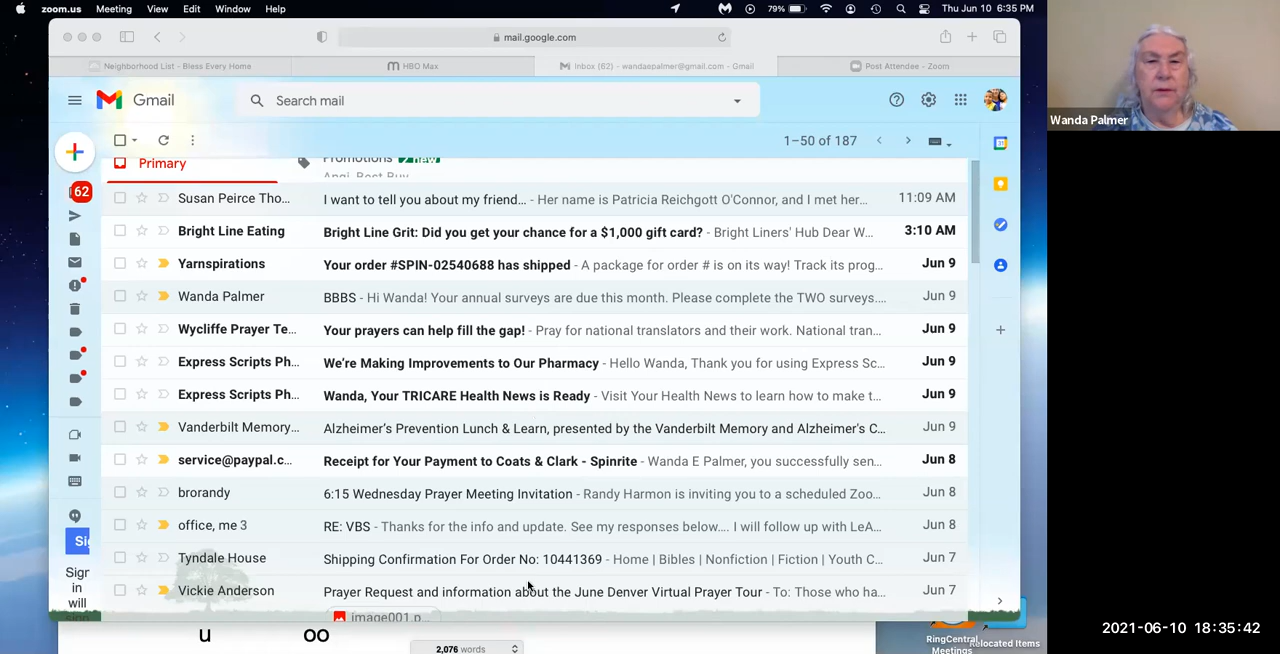 zoom.us Meeting View Edit Window Help 79% Thu Jun 10 6:35 PM
mail.google.com
Neighborhood List - Bless Every Home HBO Max Inbox (62) - wandaepalmer@gmail.com - Gmail Post Attendee - Zoom
Gmail Search mail
1–50 of 187
Primary Promotions 2 new
Angi, Best Buy
62
Susan Peirce Tho... I want to tell you about my friend... - Her name is Patricia Reichgott O'Connor, and I met her... 11:09 AM
Bright Line Eating Bright Line Grit: Did you get your chance for a $1,000 gift card? - Bright Liners' Hub Dear W... 3:10 AM
Yarnspirations Your order #SPIN-02540688 has shipped - A package for order # is on its way! Track its prog... Jun 9
Wanda Palmer BBBS - Hi Wanda! Your annual surveys are due this month. Please complete the TWO surveys.... Jun 9
Wycliffe Prayer Te... Your prayers can help fill the gap! - Pray for national translators and their work. National tran... Jun 9
Express Scripts Ph... We're Making Improvements to Our Pharmacy - Hello Wanda, Thank you for using Express Sc... Jun 9
Express Scripts Ph... Wanda, Your TRICARE Health News is Ready - Visit Your Health News to learn how to make t... Jun 9
Vanderbilt Memory... Alzheimer's Prevention Lunch & Learn, presented by the Vanderbilt Memory and Alzheimer's C... Jun 9
service@paypal.c... Receipt for Your Payment to Coats & Clark - Spinrite - Wanda E Palmer, you successfully sen... Jun 8
brorandy 6:15 Wednesday Prayer Meeting Invitation - Randy Harmon is inviting you to a scheduled Zoo... Jun 8
office, me 3 RE: VBS - Thanks for the info and update. See my responses below.... I will follow up with LeA... Jun 8
Tyndale House Shipping Confirmation For Order No: 10441369 - Home | Bibles | Nonfiction | Fiction | Youth C... Jun 7
Vickie Anderson Prayer Request and information about the June Denver Virtual Prayer Tour - To: Those who ha... Jun 7
image001.p...
Si
Sign
in
will
u oo
2,076 words
RingCentral
Meetings
Relocated Items
Wanda Palmer
2021-06-10 18:35:42